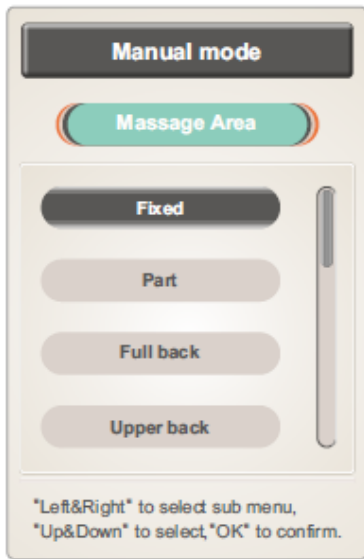 Manual mode
Massage Area
Fixed
Part
Full back
Upper back
"Left&Right" to select sub menu,
"Up&Down" to select,"OK" to confirm.